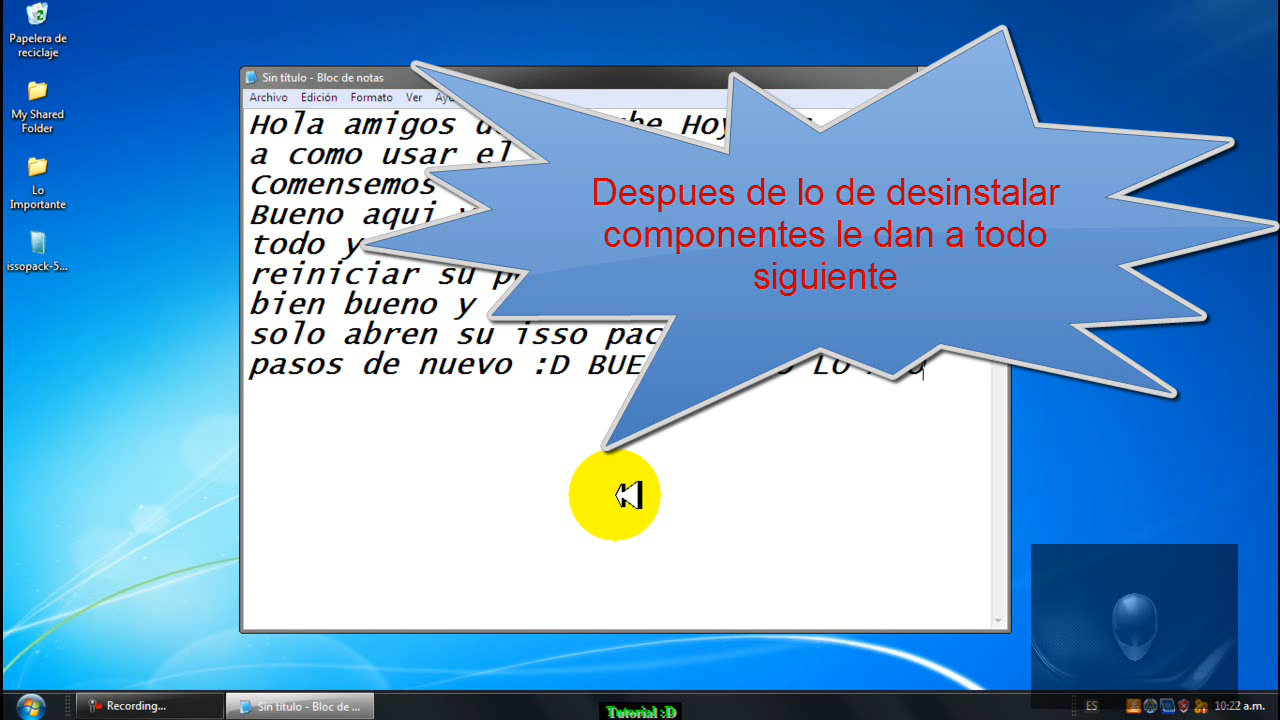 Papelera de
reciclaje
My Shared
Folder
Lo
Importante
issopack-5...
Sin título - Bloc de notas
Archivo Edición Formato Ver
Hola amigos
a como usar el
Comensemos
Bueno aqui
todo y
reiniciar su
bien bueno y
solo abren su isso
pasos de nuevo :D
Despues de lo de desinstalar
componentes le dan a todo
siguiente
Recording...
Sin título - Bloc de ...
Tutorial :D
ES
10:22 a.m.